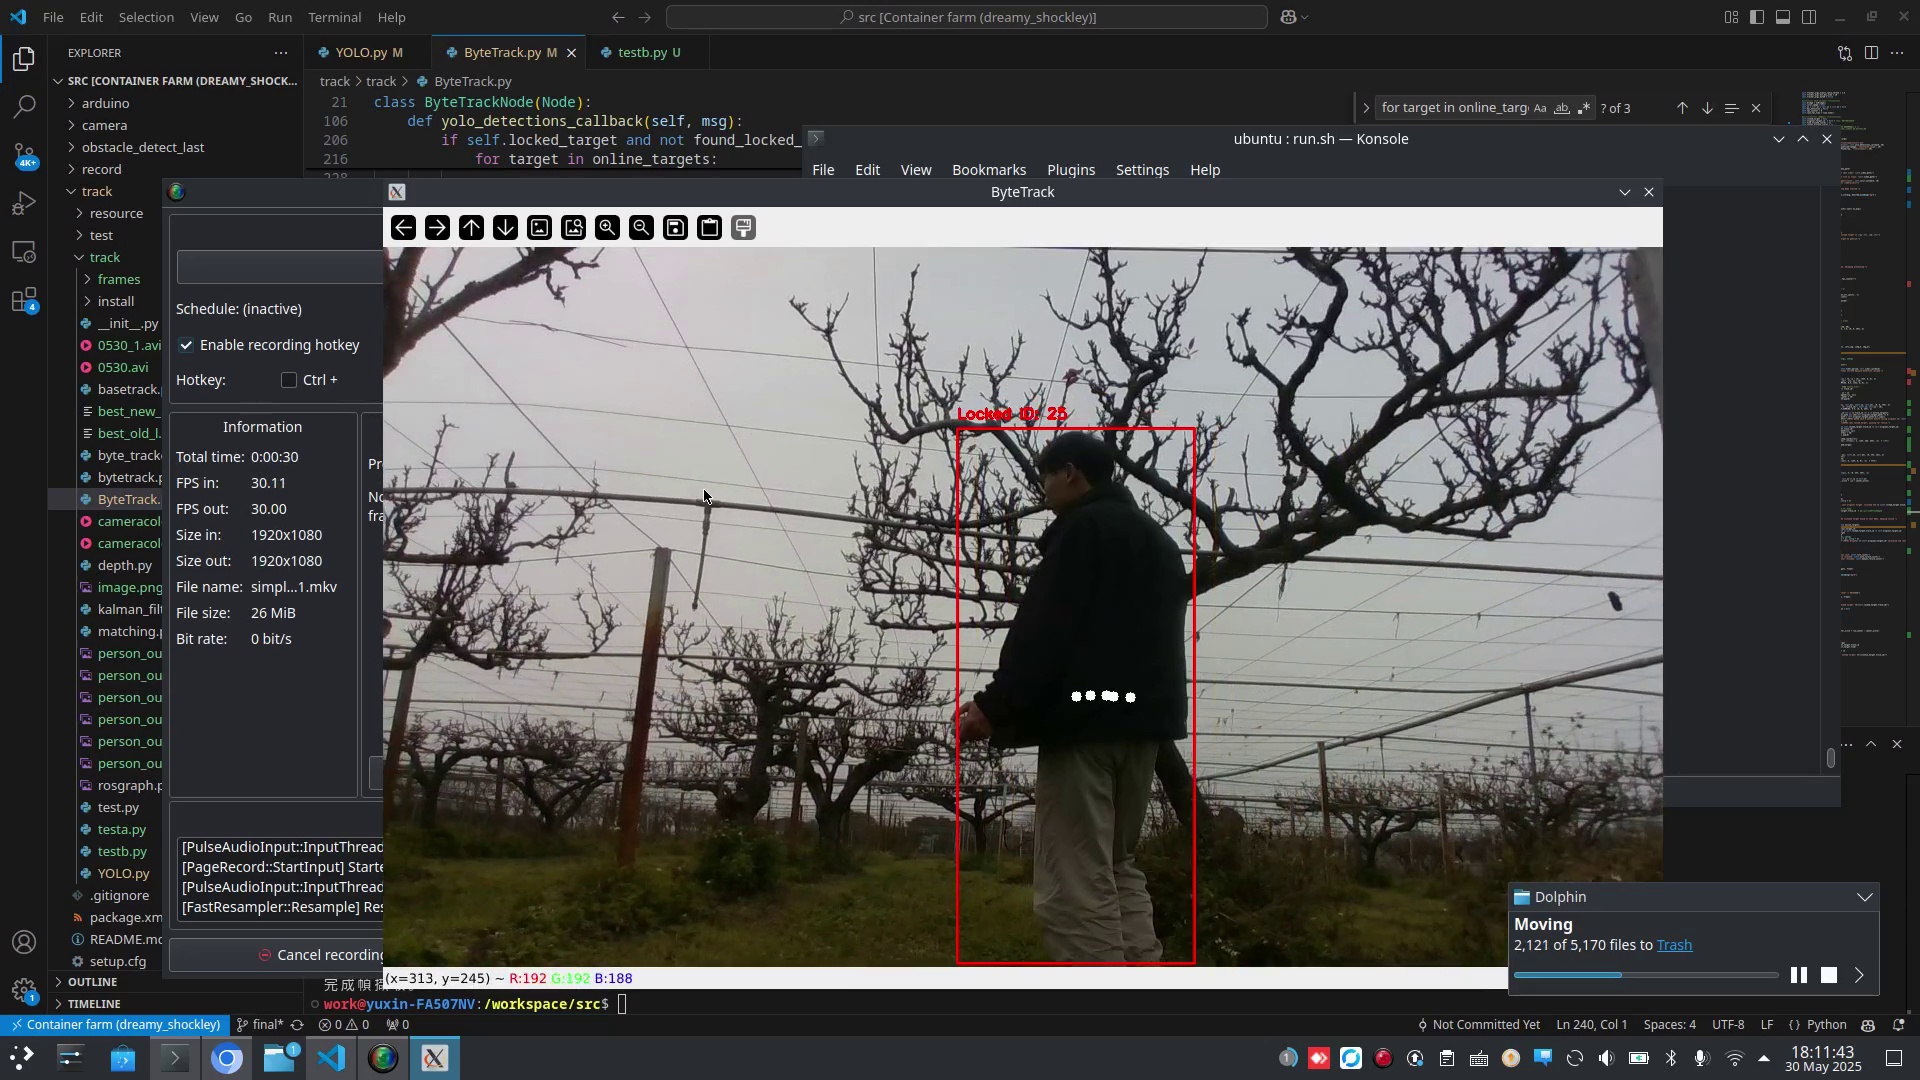 File Edit Selection View Go Run Terminal Help
src [Container farm (dreamy_shockley)]
EXPLORER
YOLO.py M
ByteTrack.py M
testb.py U
SRC [CONTAINER FARM (DREAMY_SHOCK...
track > track > ByteTrack.py
arduino
camera
obstacle_detect_last
record
track
resource
test
track
frames
install
__init__.py
0530_1.avi
0530.avi
basetrack.
best_new_
best_old_l.
byte_track
bytetrack.p
ByteTrack.
cameracol
cameracol
depth.py
image.png
kalman_filt
matching.p
person_ou
person_ou
person_ou
person_ou
person_ou
person_ou
rosgraph.p
test.py
testa.py
testb.py
YOLO.py
.gitignore
package.xm
README.md
setup.cfg
OUTLINE
TIMELINE
4K+
4
1
21 class ByteTrackNode(Node):
106 def yolo_detections_callback(self, msg):
206 if self.locked_target and not found_locked_
216 for target in online_targets:
228
for target in online_targ
Aa ab
? of 3
ubuntu : run.sh — Konsole
File Edit View Bookmarks Plugins Settings Help
ByteTrack
Schedule: (inactive)
Enable recording hotkey
Hotkey: Ctrl +
Information
Total time: 0:00:30
FPS in: 30.11
FPS out: 30.00
Size in: 1920x1080
Size out: 1920x1080
File name: simpl...1.mkv
File size: 26 MiB
Bit rate: 0 bit/s
Pr
No
fra
[PulseAudioInput::InputThread
[PageRecord::StartInput] Starte
[PulseAudioInput::InputThread
[FastResampler::Resample] Res
Cancel recording
Locked ID: 25
(x=313, y=245) ~ R:192 G:192 B:188
work@yuxin-FA507NV:/workspace/src$
Dolphin
Moving
2,121 of 5,170 files to Trash
Container farm (dreamy_shockley)
final*
0 0
0
Not Committed Yet
Ln 240, Col 1
Spaces: 4
UTF-8
LF
{} Python
1
1
18:11:43
30 May 2025